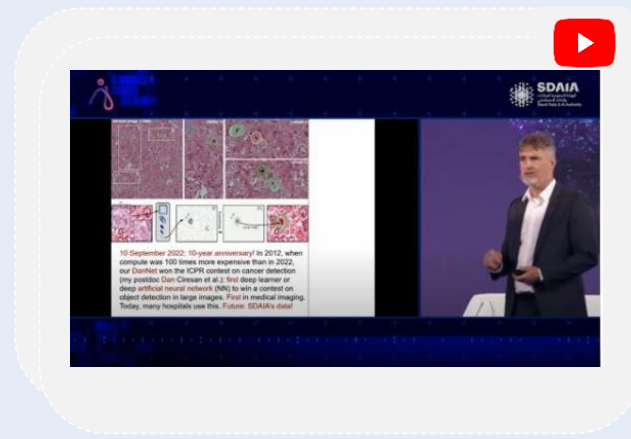 SDAIA
10 September 2022: 10-year anniversary! In 2012, when
compute was 100 times more expensive than in 2022,
our DanNet won the ICPR contest on cancer detection
(my postdoc Dan Ciresan et al.): first deep learner or
deep artificial neural network (NN) to win a contest on
object detection in large images. First in medical imaging.
Today, many hospitals use this. Future: SDAIA's data!